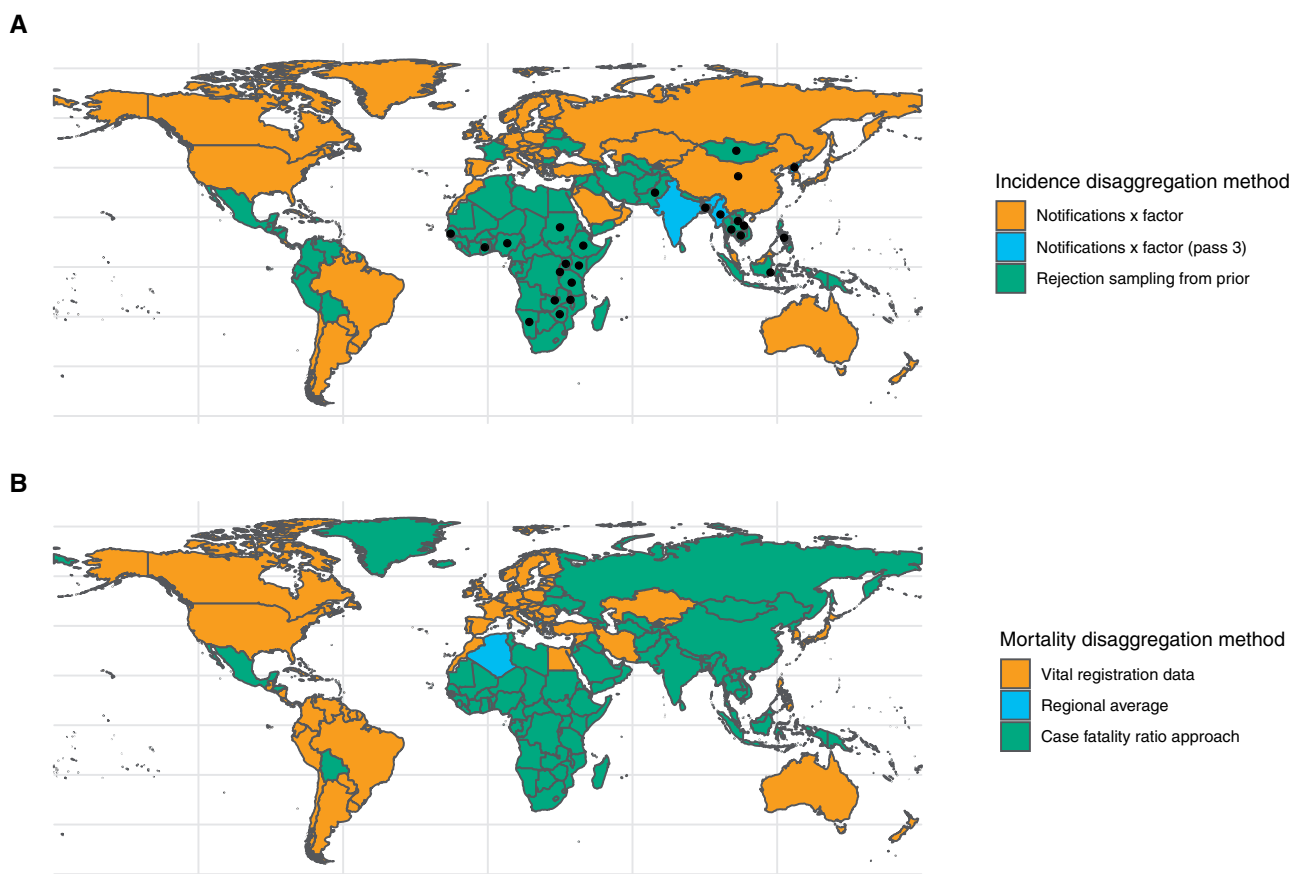 A
Incidence disaggregation method
Notifications x factor
Notifications x factor (pass 3)
Rejection sampling from prior
B
Mortality disaggregation method
Vital registration data
Regional average
Case fatality ratio approach